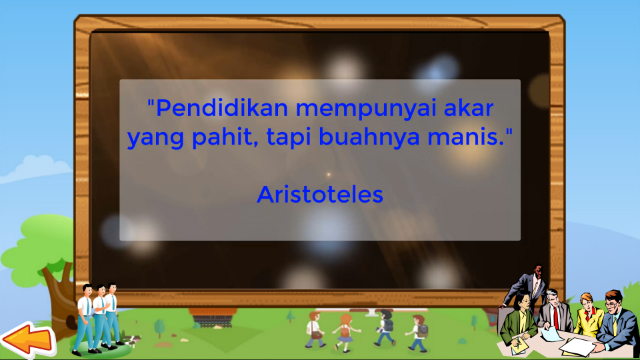 "Pendidikan mempunyai akar
yang pahit, tapi buahnya manis."
Aristoteles